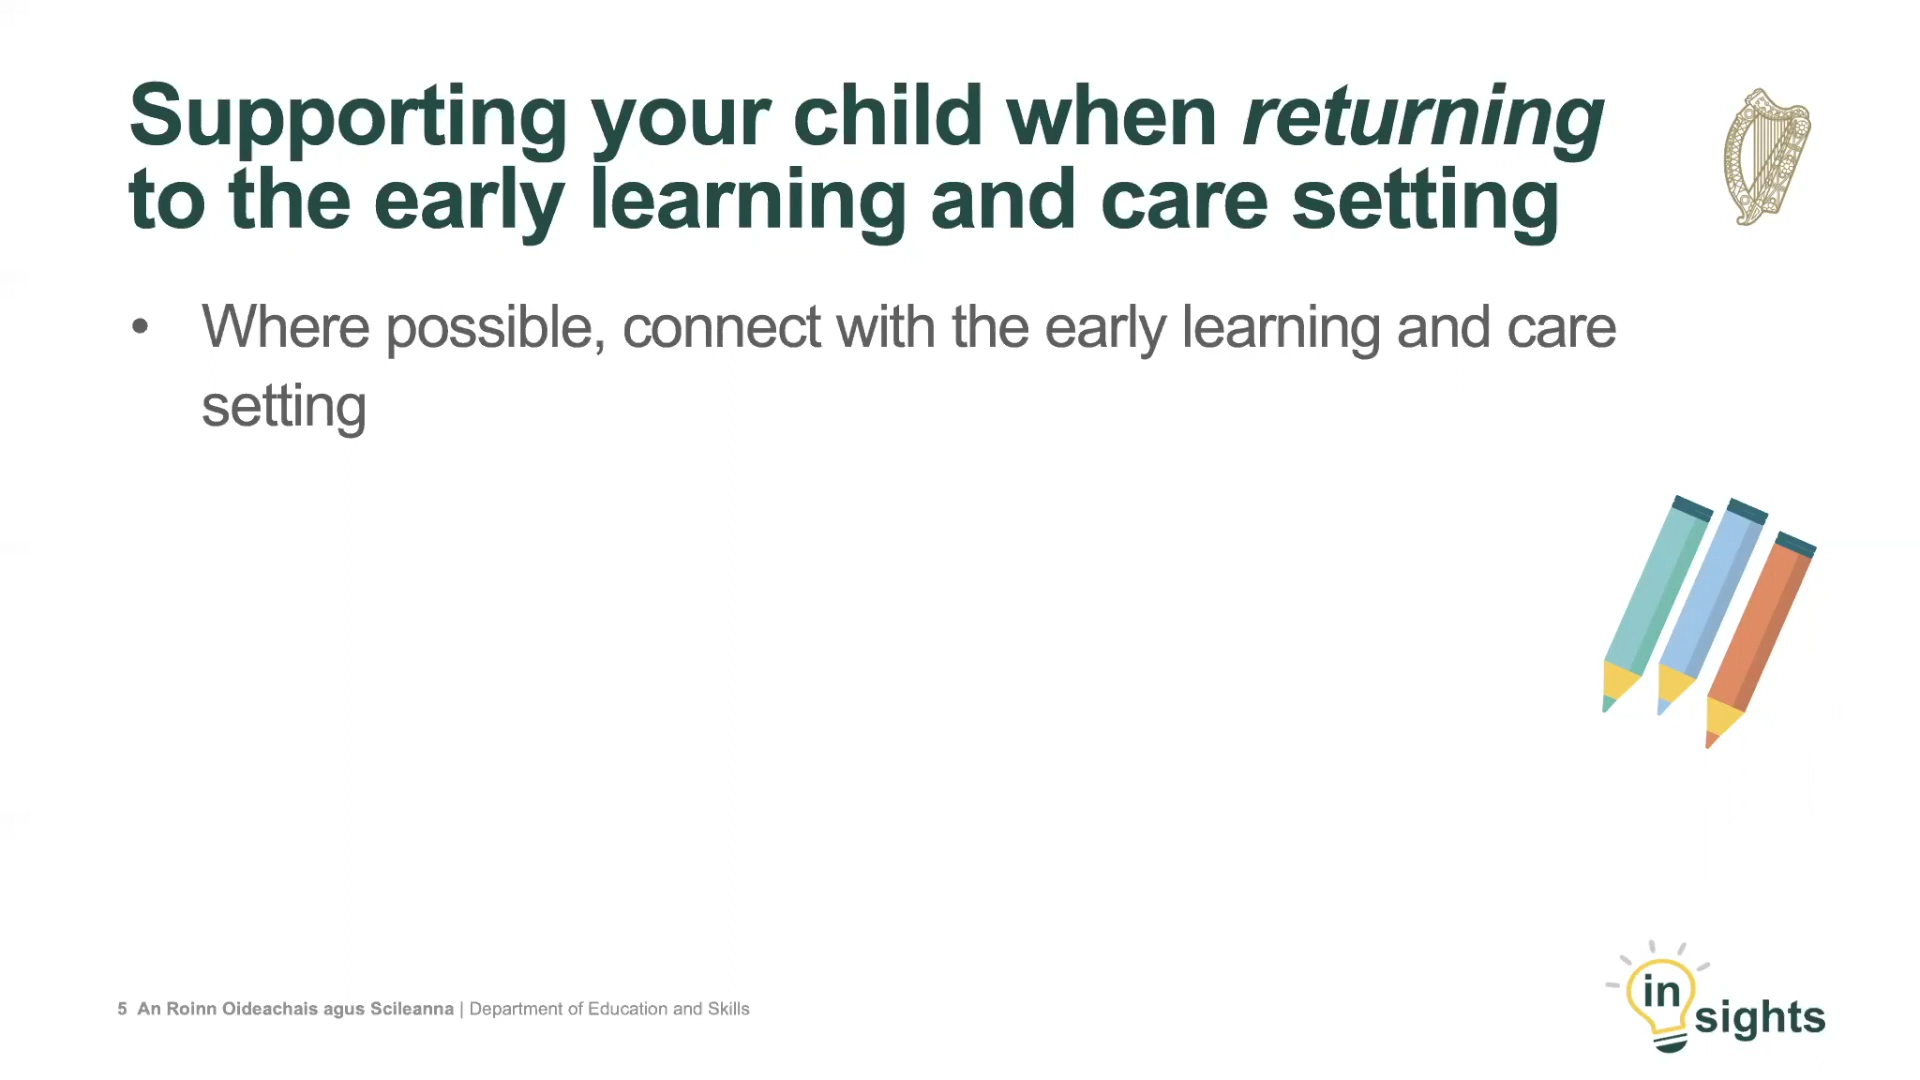 Supporting your child when returning
to the early learning and care setting
• Where possible, connect with the early learning and care
setting
5 An Roinn Oideachais agus Scileanna | Department of Education and Skills
in
sights